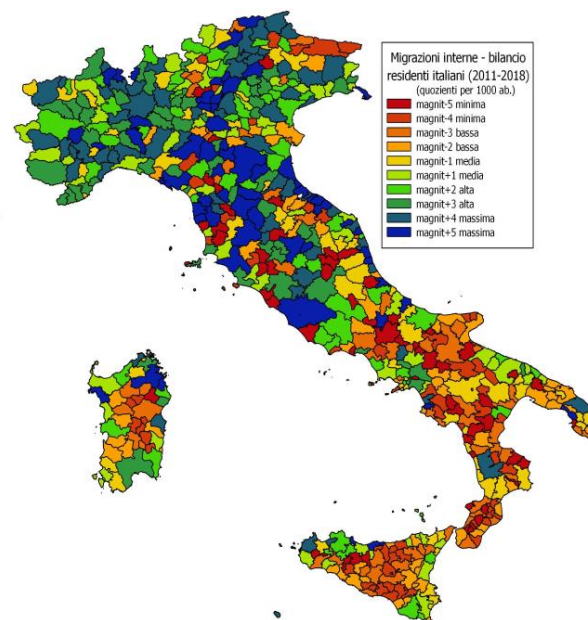 Migrazioni interne - bilancio
residenti italiani (2011-2018)
(quozienti per 1000 ab.)
magnit-5 minima
magnit-4 minima
magnit-3 bassa
magnit-2 bassa
magnit-1 media
magnit+1 media
magnit+2 alta
magnit+3 alta
magnit+4 massima
magnit+5 massima